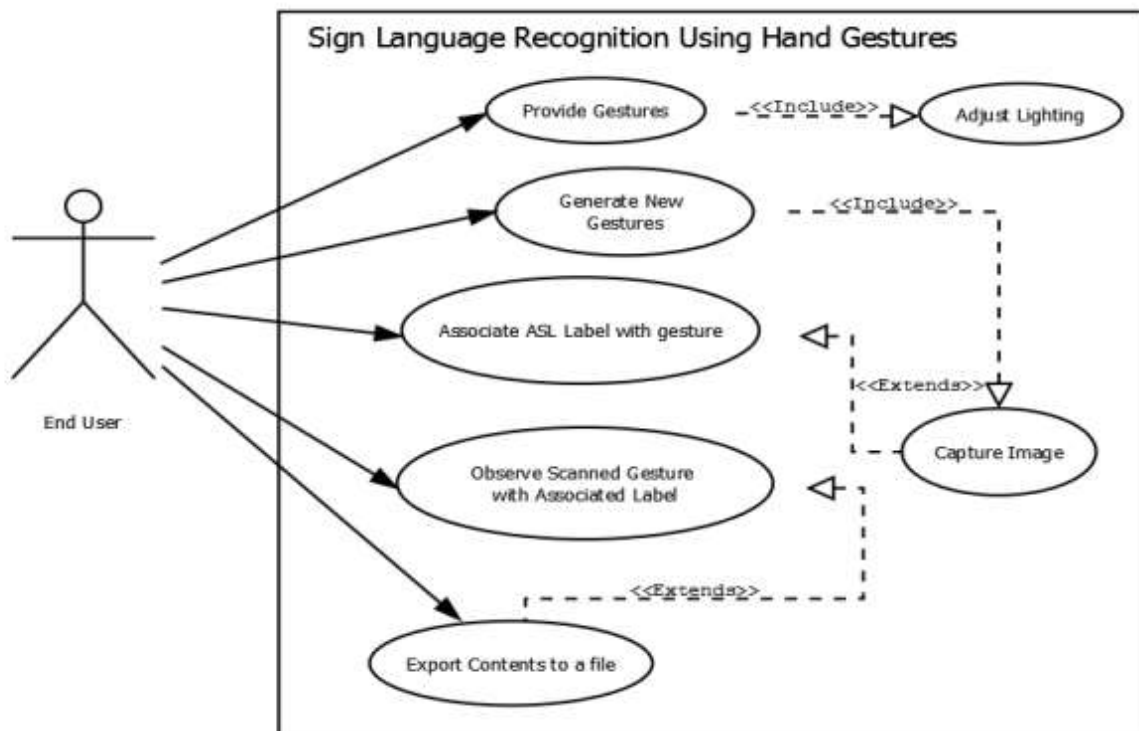 Sign Language Recognition Using Hand Gestures
Provide Gestures
<<Include>>
Adjust Lighting
Generate New
Gestures
<<Include>>
Associate ASL Label with gesture
<<Extends>>
End User
Capture Image
Observe Scanned Gesture
with Associated Label
<<Extends>>
Export Contents to a file